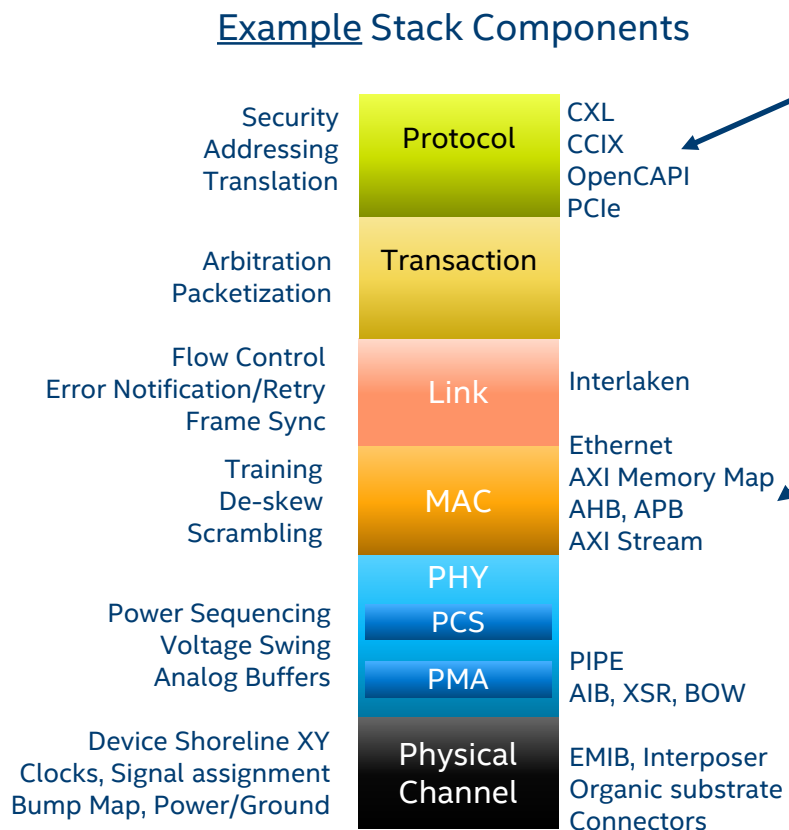 Example Stack Components
Security
Addressing
Translation
Protocol
CXL
CCIX
OpenCAPI
PCIe
Arbitration
Packetization
Transaction
Flow Control
Error Notification/Retry
Frame Sync
Link
Interlaken
Training
De-skew
Scrambling
MAC
Ethernet
AXI Memory Map
AHB, APB
AXI Stream
Power Sequencing
Voltage Swing
Analog Buffers
PHY
PCS
PMA
PIPE
AIB, XSR, BOW
Device Shoreline XY
Clocks, Signal assignment
Bump Map, Power/Ground
Physical
Channel
EMIB, Interposer
Organic substrate
Connectors